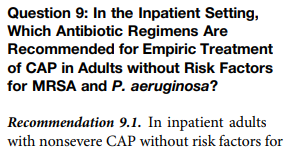 Question 9: In the Inpatient Setting,
Which Antibiotic Regimens Are
Recommended for Empiric Treatment
of CAP in Adults without Risk Factors
for MRSA and P. aeruginosa?
Recommendation 9.1. In inpatient adults
with nonsevere CAP without risk factors for